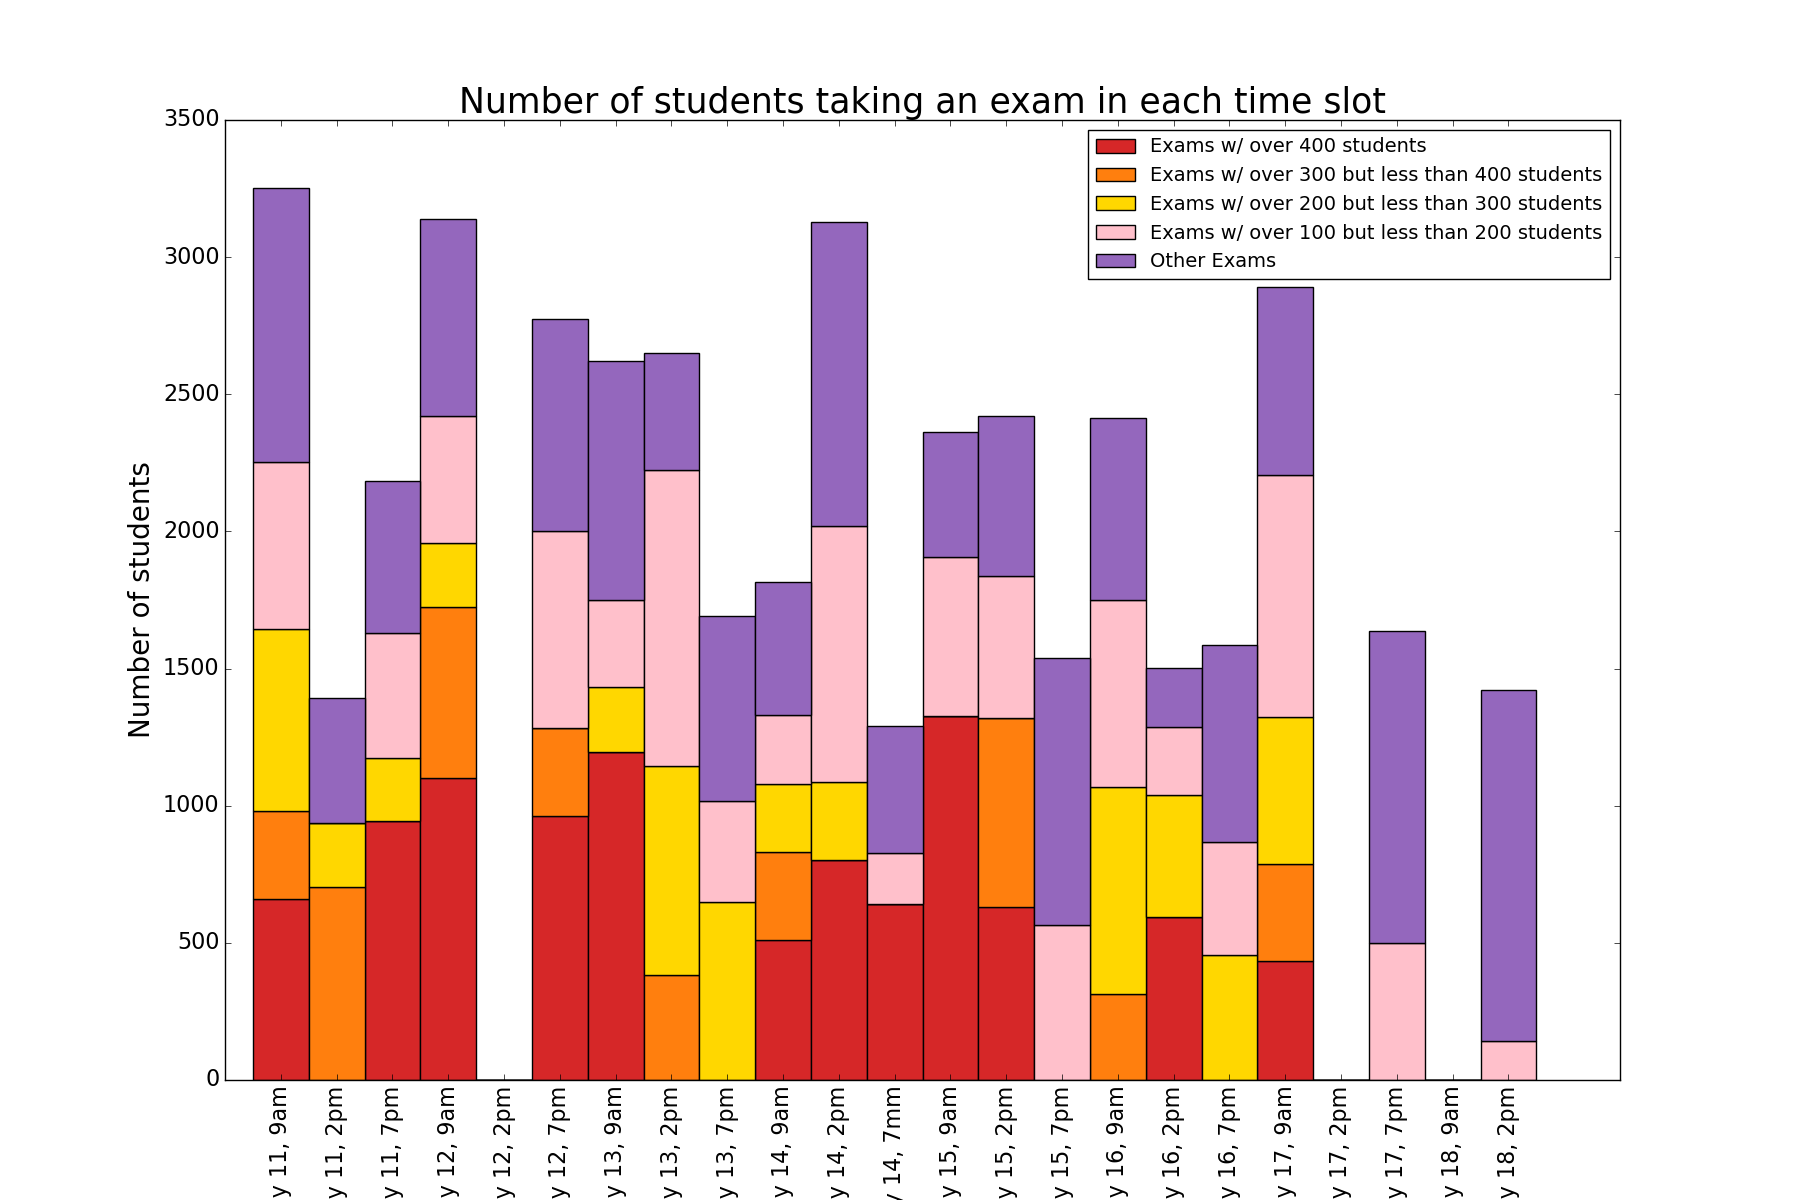 Number of students taking an exam in each time slot
Exams w/ over 400 students
Exams w/ over 300 but less than 400 students
Exams w/ over 200 but less than 300 students
Exams w/ over 100 but less than 200 students
Other Exams
Number of students
3500
3000
2500
2000
1500
1000
500
0
y 11, 9am
y 11, 2pm
y 11, 7pm
y 12, 9am
y 12, 2pm
y 12, 7pm
y 13, 9am
y 13, 2pm
y 13, 7pm
y 14, 9am
y 14, 2pm
y 14, 7mm
y 15, 9am
y 15, 2pm
y 15, 7pm
y 16, 9am
y 16, 2pm
y 16, 7pm
y 17, 9am
y 17, 2pm
y 17, 7pm
y 18, 9am
y 18, 2pm